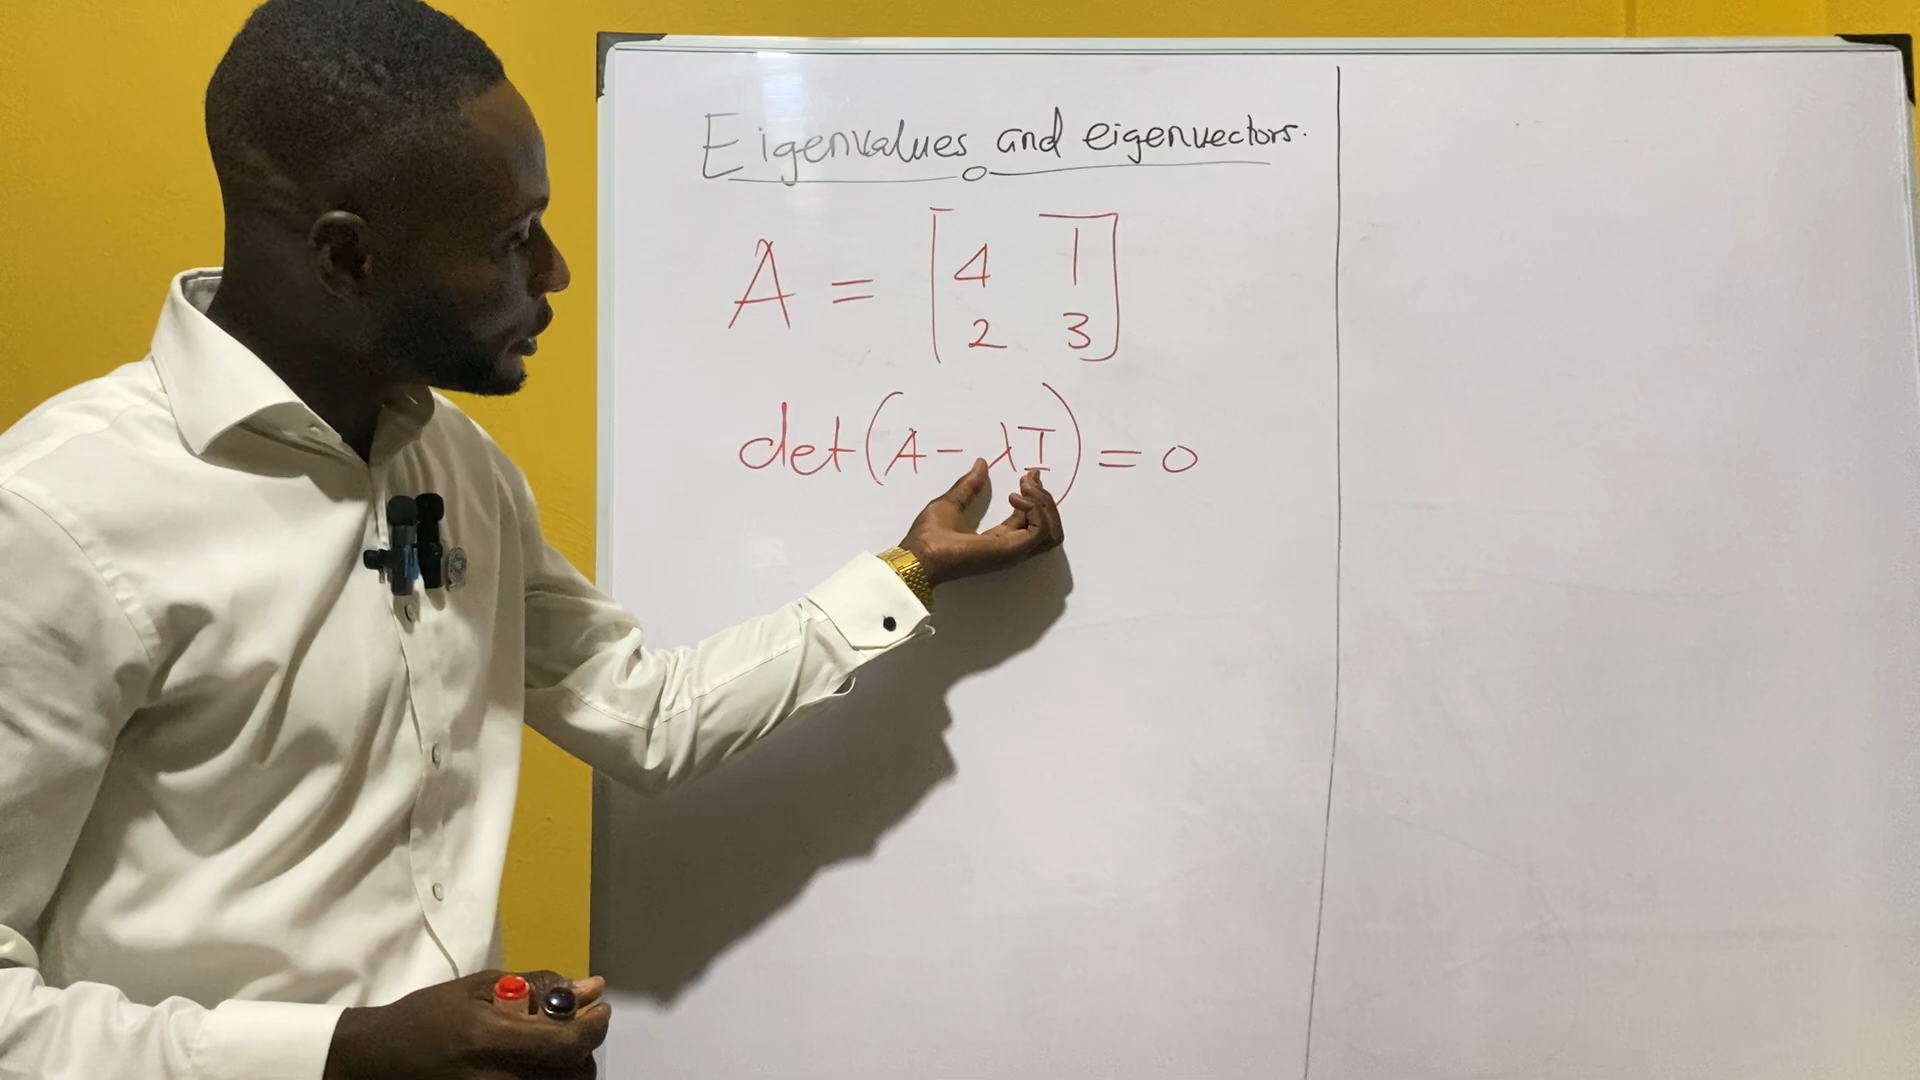 Eigenvalues and eigenvectors.
A = [4 1
2 3]
det(A - λI) = 0